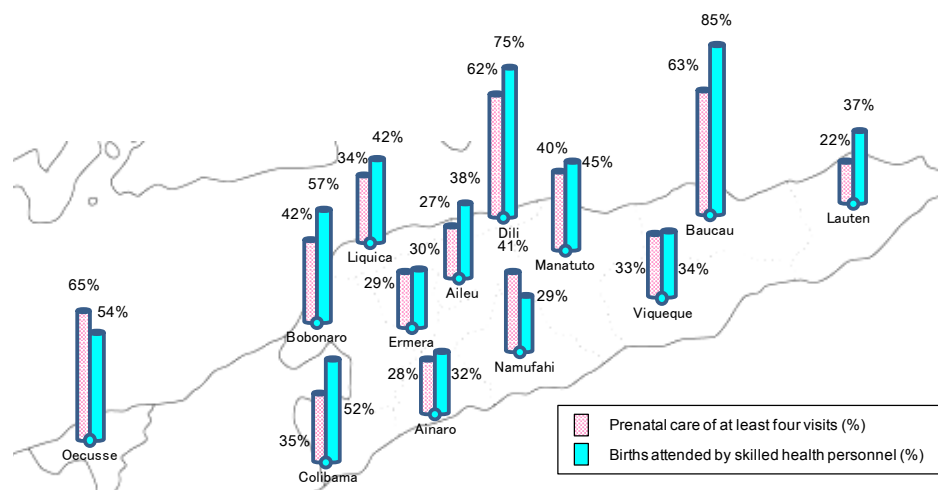 85%
75%
62%
63%
42%
34%
37%
22%
40%
45%
57%
42%
38%
27%
Lauten
Baucau
Dili
41%
Liquica
Manatuto
30%
29%
Aileu
33%
34%
Viqueque
65%
54%
29%
Bobonaro
Ermera
Namufahi
28%
32%
52%
Ainaro
35%
Oecusse
Colibama
Prenatal care of at least four visits (%)
Births attended by skilled health personnel (%)